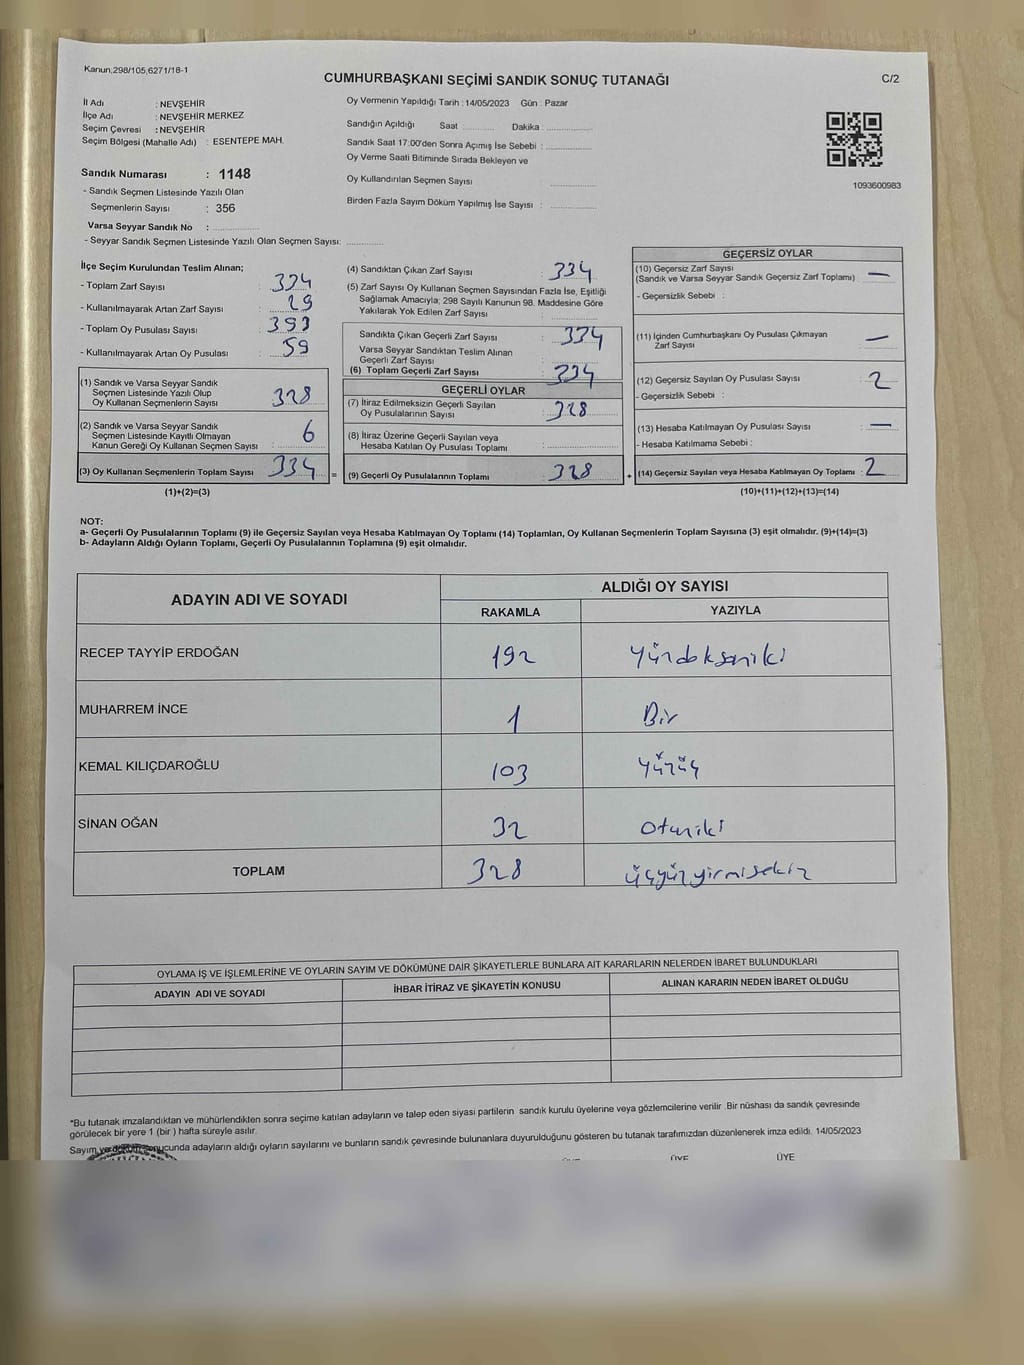 Kanun,298/105,6271/18-1
CUMHURBAŞKANI SEÇİMİ SANDIK SONUÇ TUTANAĞI
C/2
İl Adı : NEVŞEHİR
İlçe Adı : NEVŞEHİR MERKEZ
Seçim Çevresi : NEVŞEHİR
Seçim Bölgesi (Mahalle Adı) : ESENTEPE MAH.
Sandık Numarası : 1148
- Sandık Seçmen Listesinde Yazılı Olan
Seçmenlerin Sayısı : 356
Varsa Seyyar Sandık No :
- Seyyar Sandık Seçmen Listesinde Yazılı Olan Seçmen Sayısı:
Oy Vermenin Yapıldığı Tarih : 14/05/2023 Gün : Pazar
Sandığın Açıldığı Saat Dakika :
Sandık Saat 17.00'den Sonra Açımış İse Sebebi :
Oy Verme Saati Bitiminde Sırada Bekleyen ve
Oy Kullandırılan Seçmen Sayısı :
Birden Fazla Sayım Döküm Yapılmış İse Sayısı :
1093600983
İlçe Seçim Kurulundan Teslim Alınan;
- Toplam Zarf Sayısı :
- Kullanılmayarak Artan Zarf Sayısı :
- Toplam Oy Pusulası Sayısı : 393
- Kullanılmayarak Artan Oy Pusulası : 59
(1) Sandık ve Varsa Seyyar Sandık
Seçmen Listesinde Yazılı Olup
Oy Kullanan Seçmenlerin Sayısı : 328
(2) Sandık ve Varsa Seyyar Sandık
Seçmen Listesinde Kayıtlı Olmayan
Kanun Gereği Oy Kullanan Seçmen Sayısı : 6
(3) Oy Kullanan Seçmenlerin Toplam Sayısı : 334 =
(1)+(2)=(3)
(4) Sandıktan Çıkan Zarf Sayısı : 334
(5) Zarf Sayısı Oy Kullanan Seçmen Sayısından Fazla İse, Eşitliği
Sağlamak Amacıyla; 298 Sayılı Kanunun 98. Maddesine Göre
Yakılarak Yok Edilen Zarf Sayısı :
Sandıkta Çıkan Geçerli Zarf Sayısı : 334
Varsa Seyyar Sandıktan Teslim Alınan
Geçerli Zarf Sayısı :
(6) Toplam Geçerli Zarf Sayısı : 334
GEÇERLİ OYLAR
(7) İtiraz Edilmeksizin Geçerli Sayılan
Oy Pusulalarının Sayısı : 328
(8) İtiraz Üzerine Geçerli Sayılan veya
Hesaba Katılan Oy Pusulası Toplamı :
(9) Geçerli Oy Pusulalarının Toplamı : 328 +
GEÇERSİZ OYLAR
(10) Geçersiz Zarf Sayısı
(Sandık ve Varsa Seyyar Sandık Geçersiz Zarf Toplamı) : —
- Geçersizlik Sebebi :
(11) İçinden Cumhurbaşkanı Oy Pusulası Çıkmayan
Zarf Sayısı : —
(12) Geçersiz Sayılan Oy Pusulası Sayısı : 2
- Geçersizlik Sebebi :
(13) Hesaba Katılmayan Oy Pusulası Sayısı : —
- Hesaba Katılmama Sebebi :
(14) Geçersiz Sayılan veya Hesaba Katılmayan Oy Toplamı : 2
(10)+(11)+(12)+(13)=(14)
NOT:
a- Geçerli Oy Pusulalarının Toplamı (9) ile Geçersiz Sayılan veya Hesaba Katılmayan Oy Toplamı (14) Toplamları, Oy Kullanan Seçmenlerin Toplam Sayısına (3) eşit olmalıdır. (9)+(14)=(3)
b- Adayların Aldığı Oyların Toplamı, Geçerli Oy Pusulalarının Toplamına (9) eşit olmalıdır.
ADAYIN ADI VE SOYADI ALDIĞI OY SAYISI
RAKAMLA YAZIYLA
RECEP TAYYİP ERDOĞAN 192 Yüzdoksaniki
MUHARREM İNCE 1 Bir
KEMAL KILIÇDAROĞLU 103 Yüzüç
SİNAN OĞAN 32 Otuziki
TOPLAM 328 üçyüzyirmisekiz
OYLAMA İŞ VE İŞLEMLERİNE VE OYLARIN SAYIM VE DÖKÜMÜNE DAİR ŞİKAYETLERLE BUNLARA AİT KARARLARIN NELERDEN İBARET BULUNDUKLARI
ADAYIN ADI VE SOYADI İHBAR İTİRAZ VE ŞİKAYETİN KONUSU ALINAN KARARIN NEDEN İBARET OLDUĞU
*Bu tutanak imzalandıktan ve mühürlendikten sonra seçime katılan adayların ve talep eden siyasi partilerin sandık kurulu üyelerine veya gözlemcilerine verilir .Bir nüshası da sandık çevresinde
görülecek bir yere 1 (bir ) hafta süreyle asılır.
Sayım ve adayların aldığı oyların sayılarını ve bunların sandık çevresinde bulunanlara duyurulduğunu gösteren bu tutanak tarafımızdan düzenlenerek imza edildi. 14/05/2023
ÜYE ÜYE